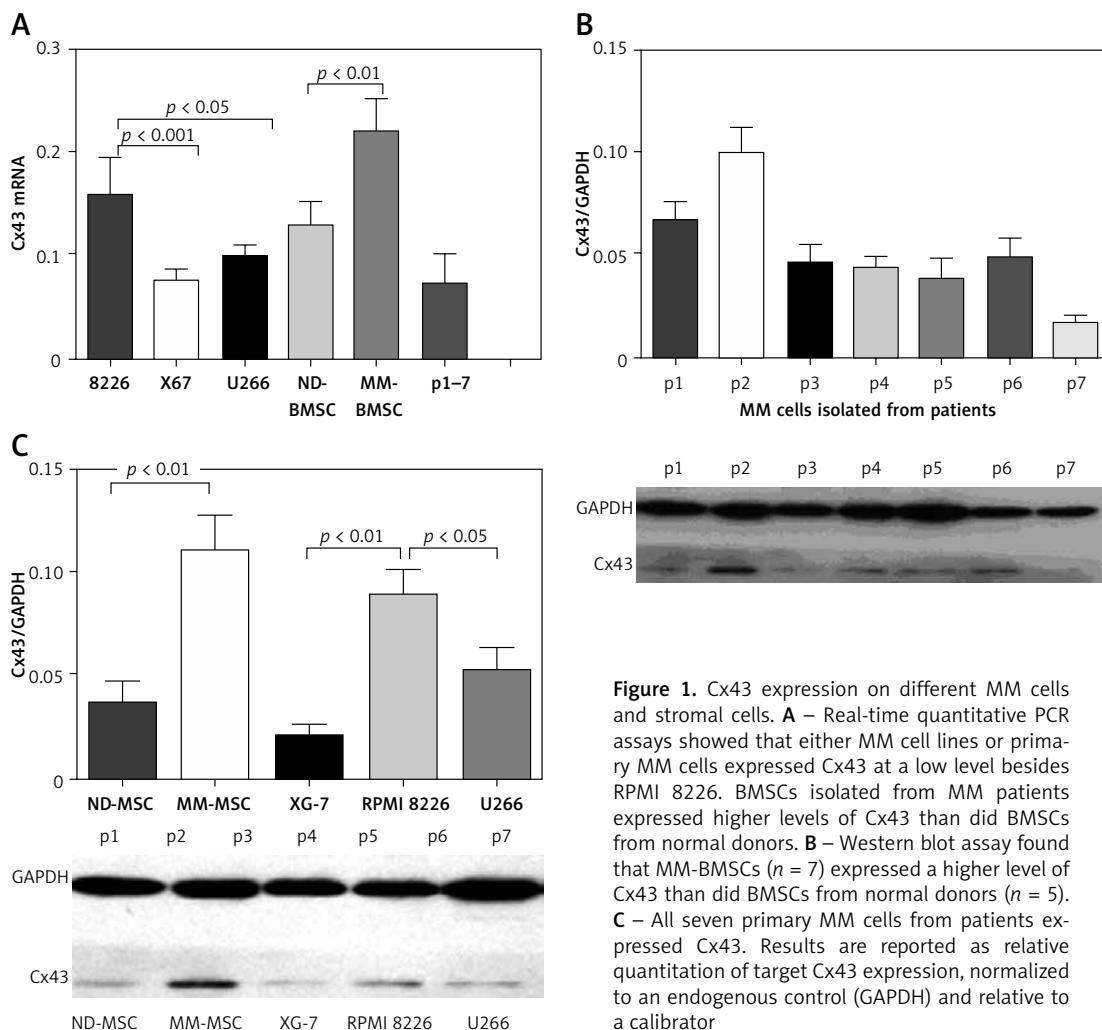 A
Cx43 mRNA
0.3
0.2
0.1
0
p < 0.05
p < 0.001
p < 0.01
8226 X67 U266 ND-BMSC MM-BMSC p1–7
B
Cx43/GAPDH
0.15
0.10
0.05
0
p1 p2 p3 p4 p5 p6 p7
MM cells isolated from patients
p1 p2 p3 p4 p5 p6 p7
GAPDH
Cx43
C
Cx43/GAPDH
0.15
0.10
0.05
0
p < 0.01
p < 0.01 p < 0.05
ND-MSC MM-MSC XG-7 RPMI 8226 U266
p1 p2 p3 p4 p5 p6 p7
GAPDH
Cx43
ND-MSC MM-MSC XG-7 RPMI 8226 U266
Figure 1. Cx43 expression on different MM cells
and stromal cells. A – Real-time quantitative PCR
assays showed that either MM cell lines or prima-
ry MM cells expressed Cx43 at a low level besides
RPMI 8226. BMSCs isolated from MM patients
expressed higher levels of Cx43 than did BMSCs
from normal donors. B – Western blot assay found
that MM-BMSCs (n = 7) expressed a higher level of
Cx43 than did BMSCs from normal donors (n = 5).
C – All seven primary MM cells from patients ex-
pressed Cx43. Results are reported as relative
quantitation of target Cx43 expression, normalized
to an endogenous control (GAPDH) and relative to
a calibrator